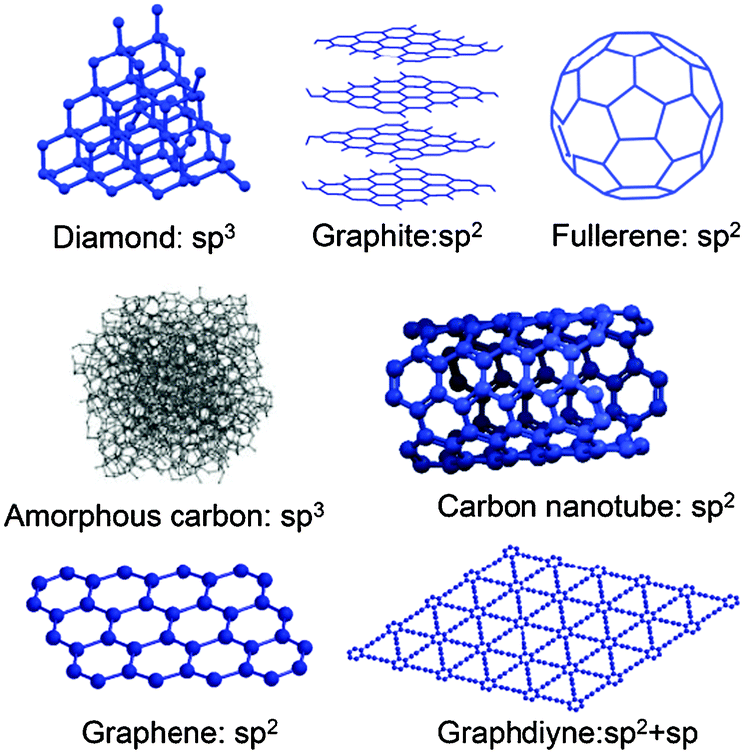 Diamond: sp³
Graphite:sp²
Fullerene: sp²
Amorphous carbon: sp³
Carbon nanotube: sp²
Graphene: sp²
Graphdiyne:sp²+sp